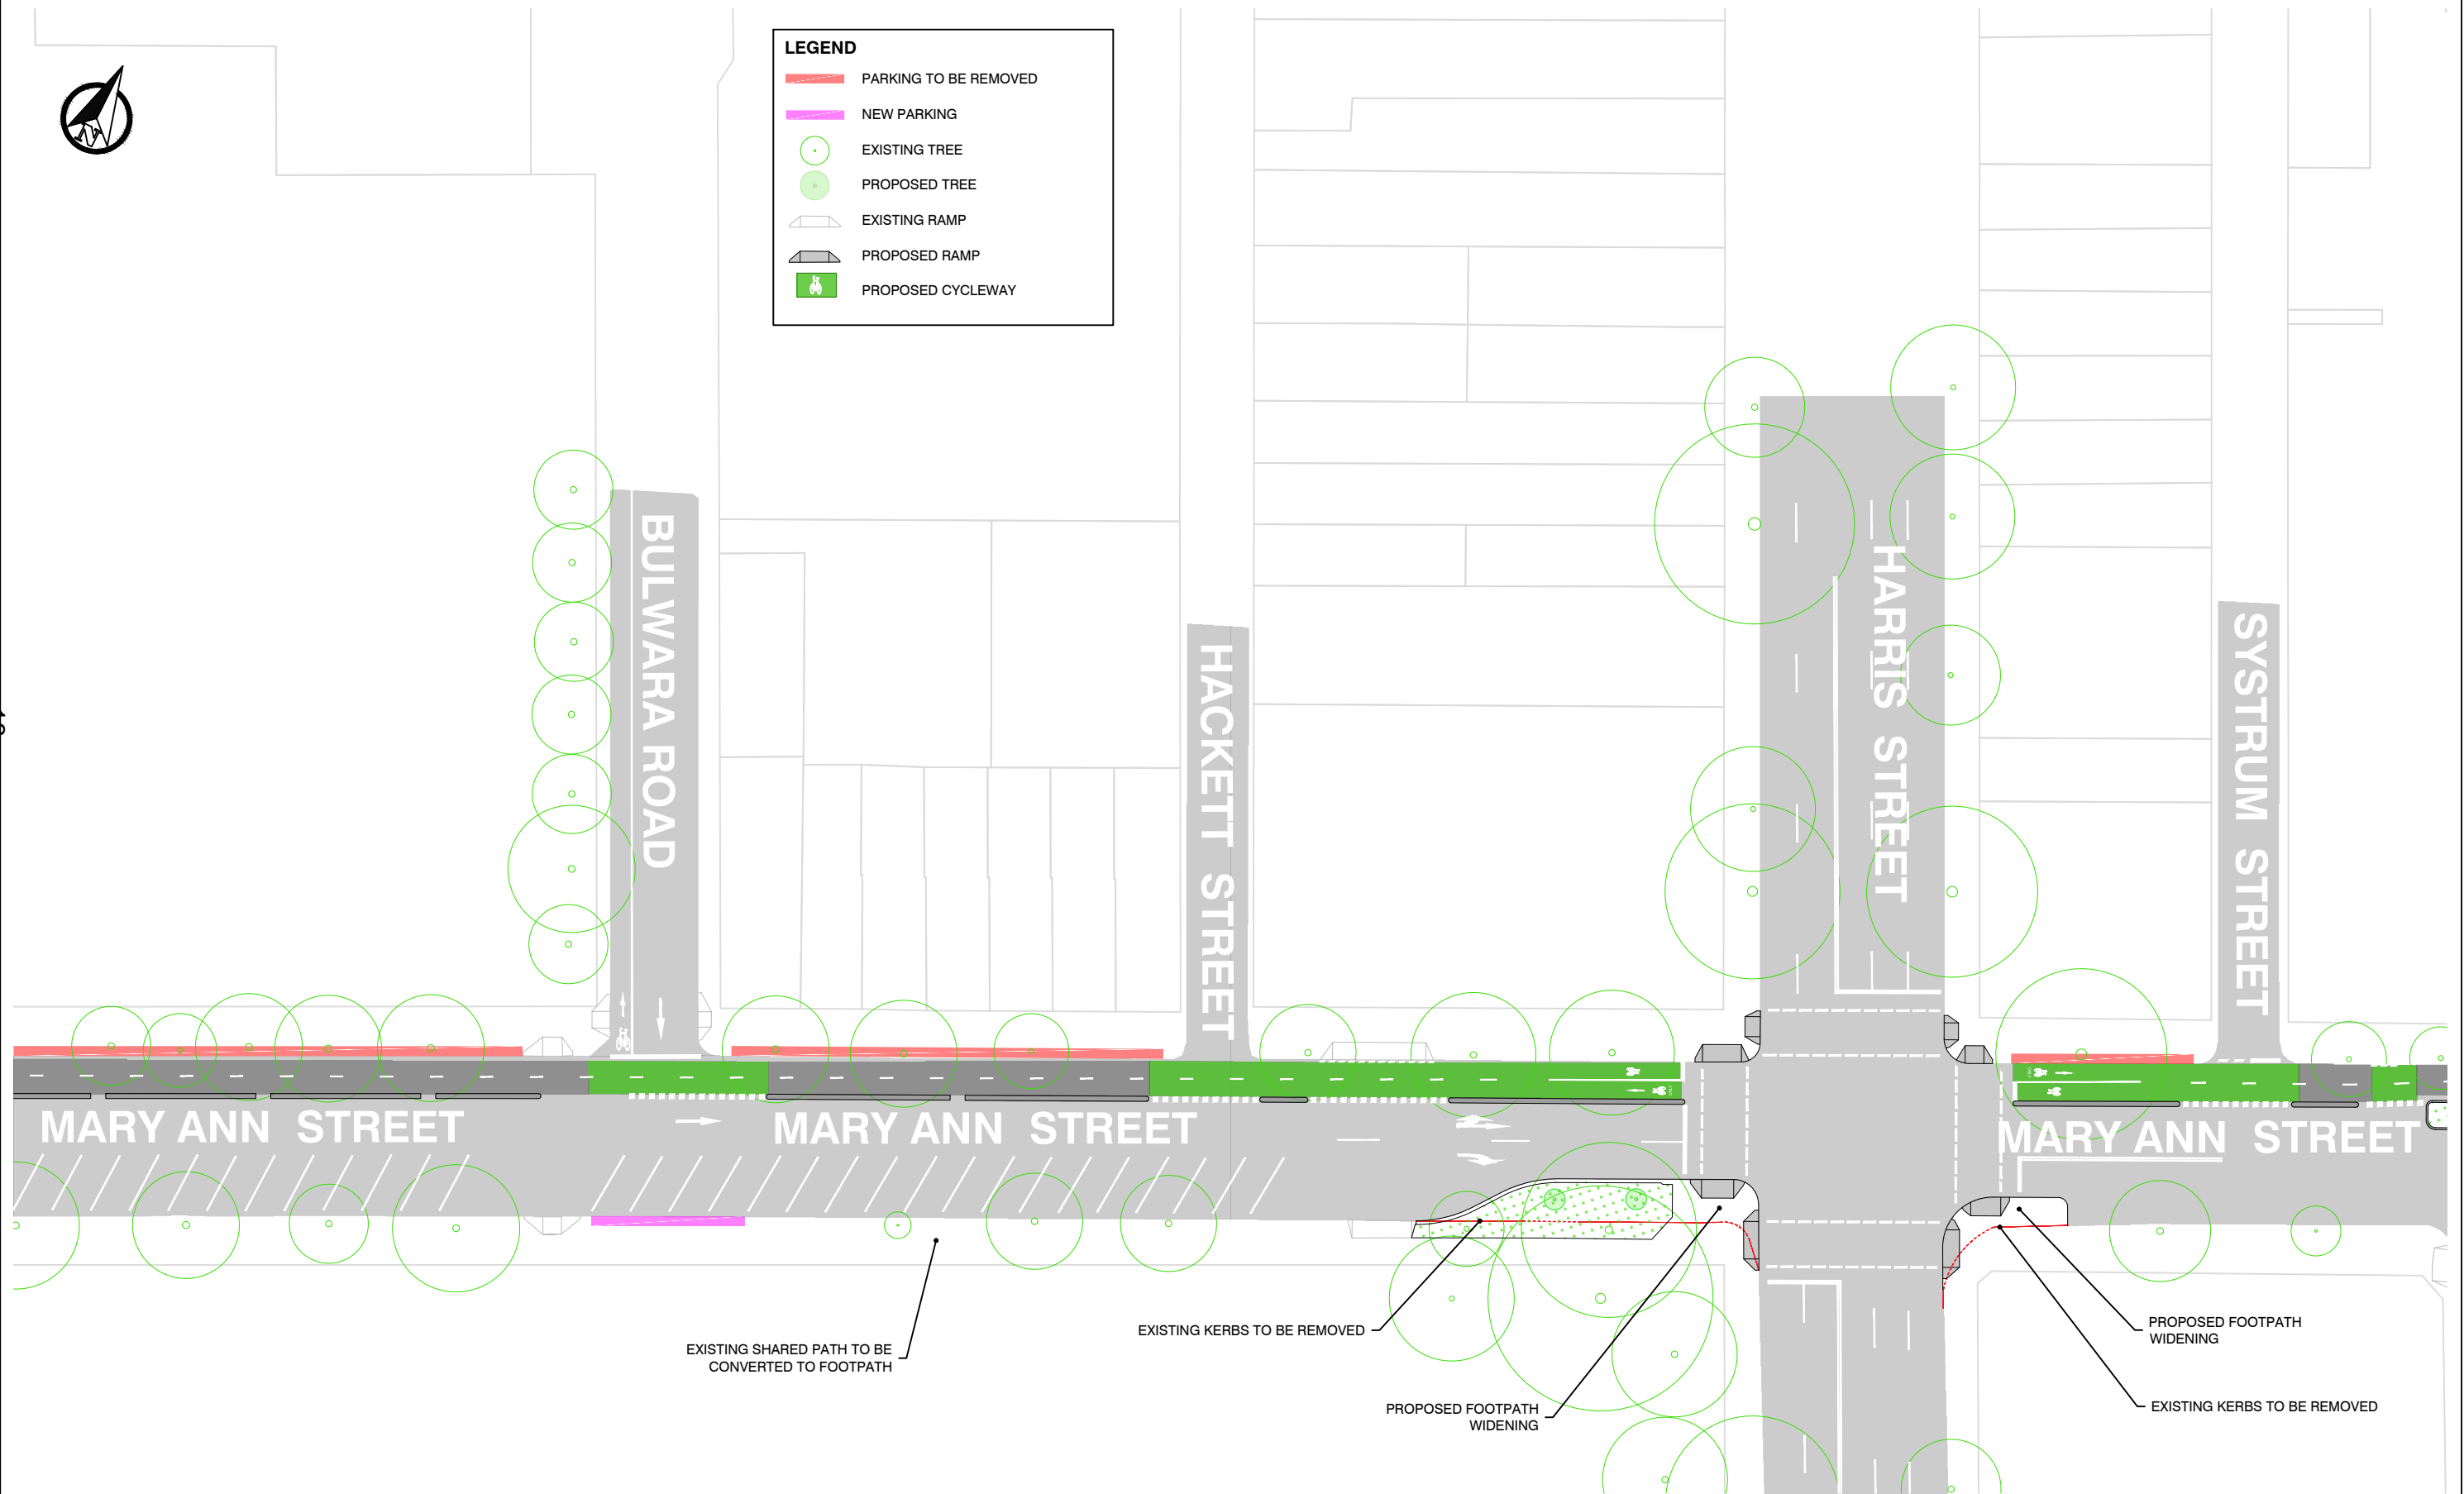 LEGEND
PARKING TO BE REMOVED
NEW PARKING
EXISTING TREE
PROPOSED TREE
EXISTING RAMP
PROPOSED RAMP
PROPOSED CYCLEWAY
N
BULWARA ROAD
HACKETT STREET
HARRIS STREET
SYSTRUM STREET
MARY ANN STREET
MARY ANN STREET
MARY ANN STREET
EXISTING SHARED PATH TO BE
CONVERTED TO FOOTPATH
EXISTING KERBS TO BE REMOVED
PROPOSED FOOTPATH
WIDENING
PROPOSED FOOTPATH
WIDENING
EXISTING KERBS TO BE REMOVED